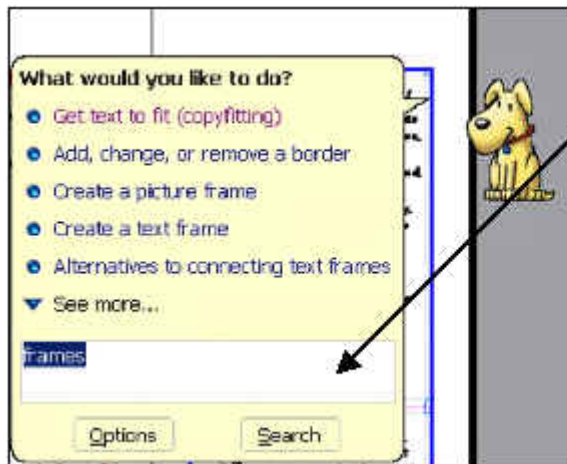 What would you like to do?
Get text to fit (copyfitting)
Add, change, or remove a border
Create a picture frame
Create a text frame
Alternatives to connecting text frames
See more...
frames
Options Search